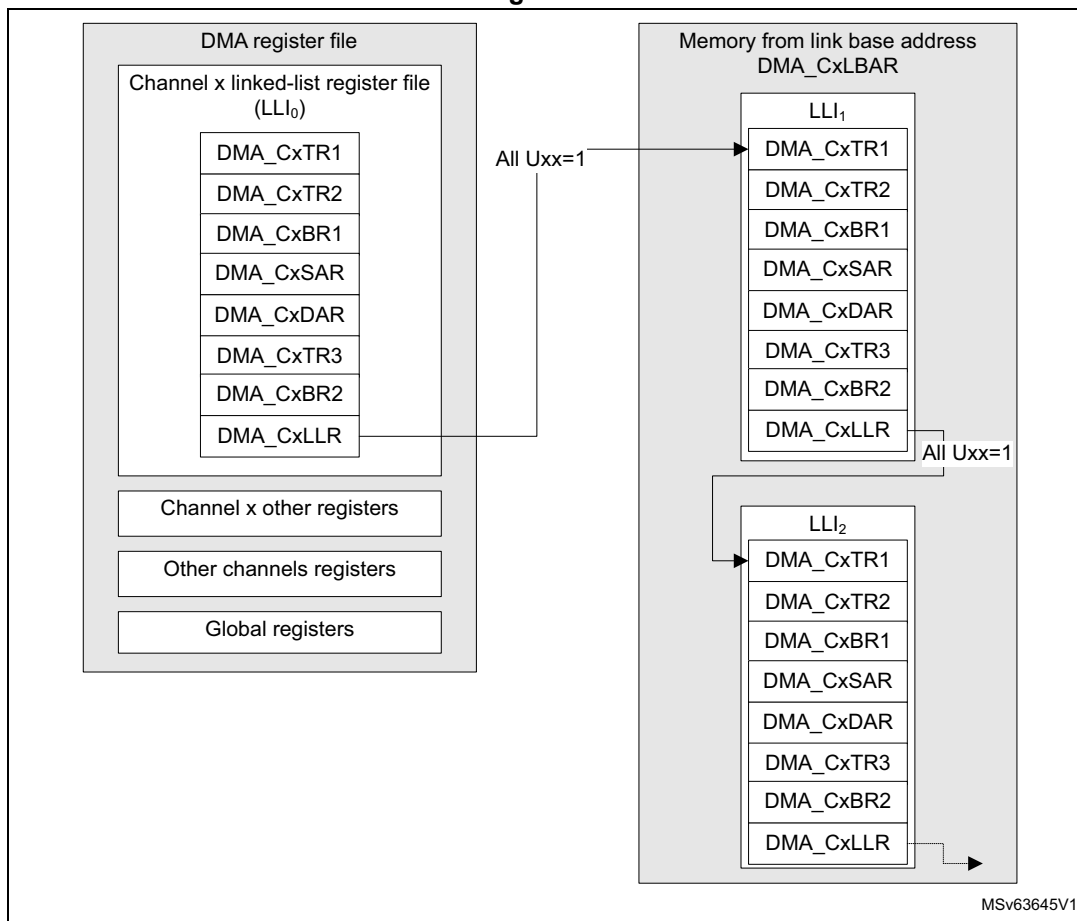 DMA register file
Channel x linked-list register file
(LLI₀)
DMA_CxTR1
DMA_CxTR2
DMA_CxBR1
DMA_CxSAR
DMA_CxDAR
DMA_CxTR3
DMA_CxBR2
DMA_CxLLR
Channel x other registers
Other channels registers
Global registers
All Uxx=1
Memory from link base address
DMA_CxLBAR
LLI₁
DMA_CxTR1
DMA_CxTR2
DMA_CxBR1
DMA_CxSAR
DMA_CxDAR
DMA_CxTR3
DMA_CxBR2
DMA_CxLLR
All Uxx=1
LLI₂
DMA_CxTR1
DMA_CxTR2
DMA_CxBR1
DMA_CxSAR
DMA_CxDAR
DMA_CxTR3
DMA_CxBR2
DMA_CxLLR
MSv63645V1